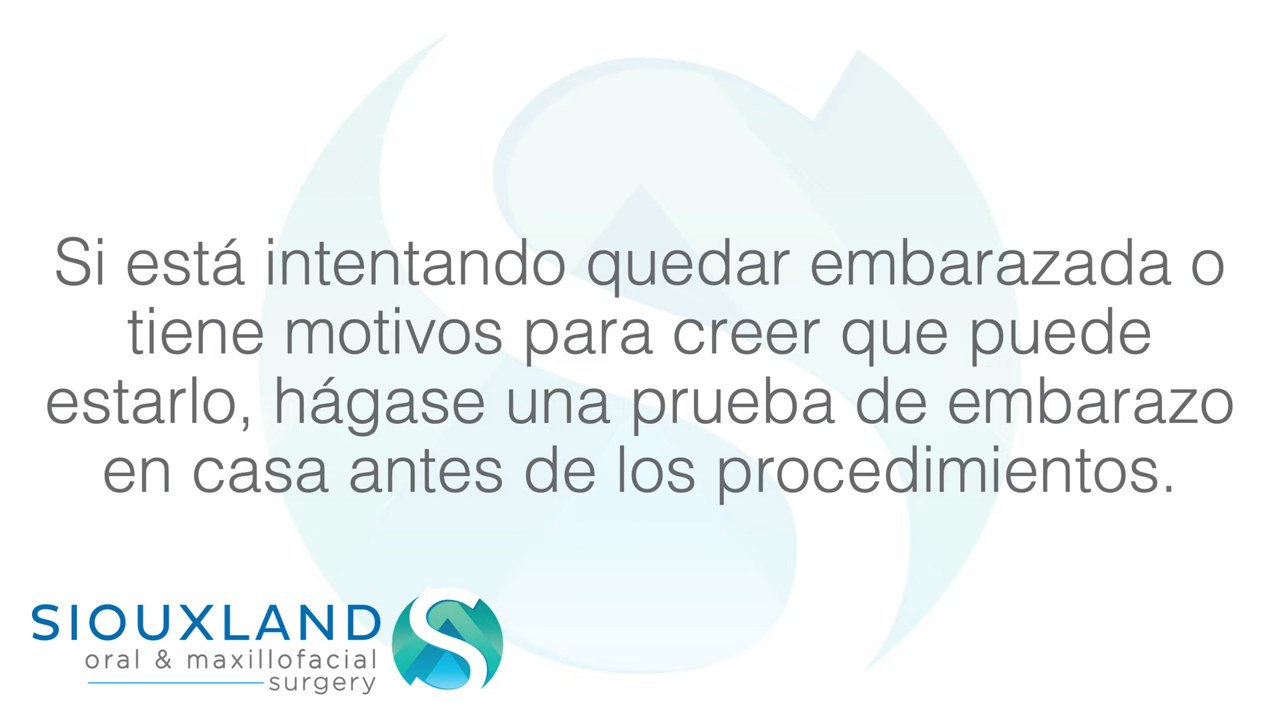 Si está intentando quedar embarazada o
tiene motivos para creer que puede
estarlo, hágase una prueba de embarazo
en casa antes de los procedimientos.
SIOUXLAND
oral & maxillofacial
surgery